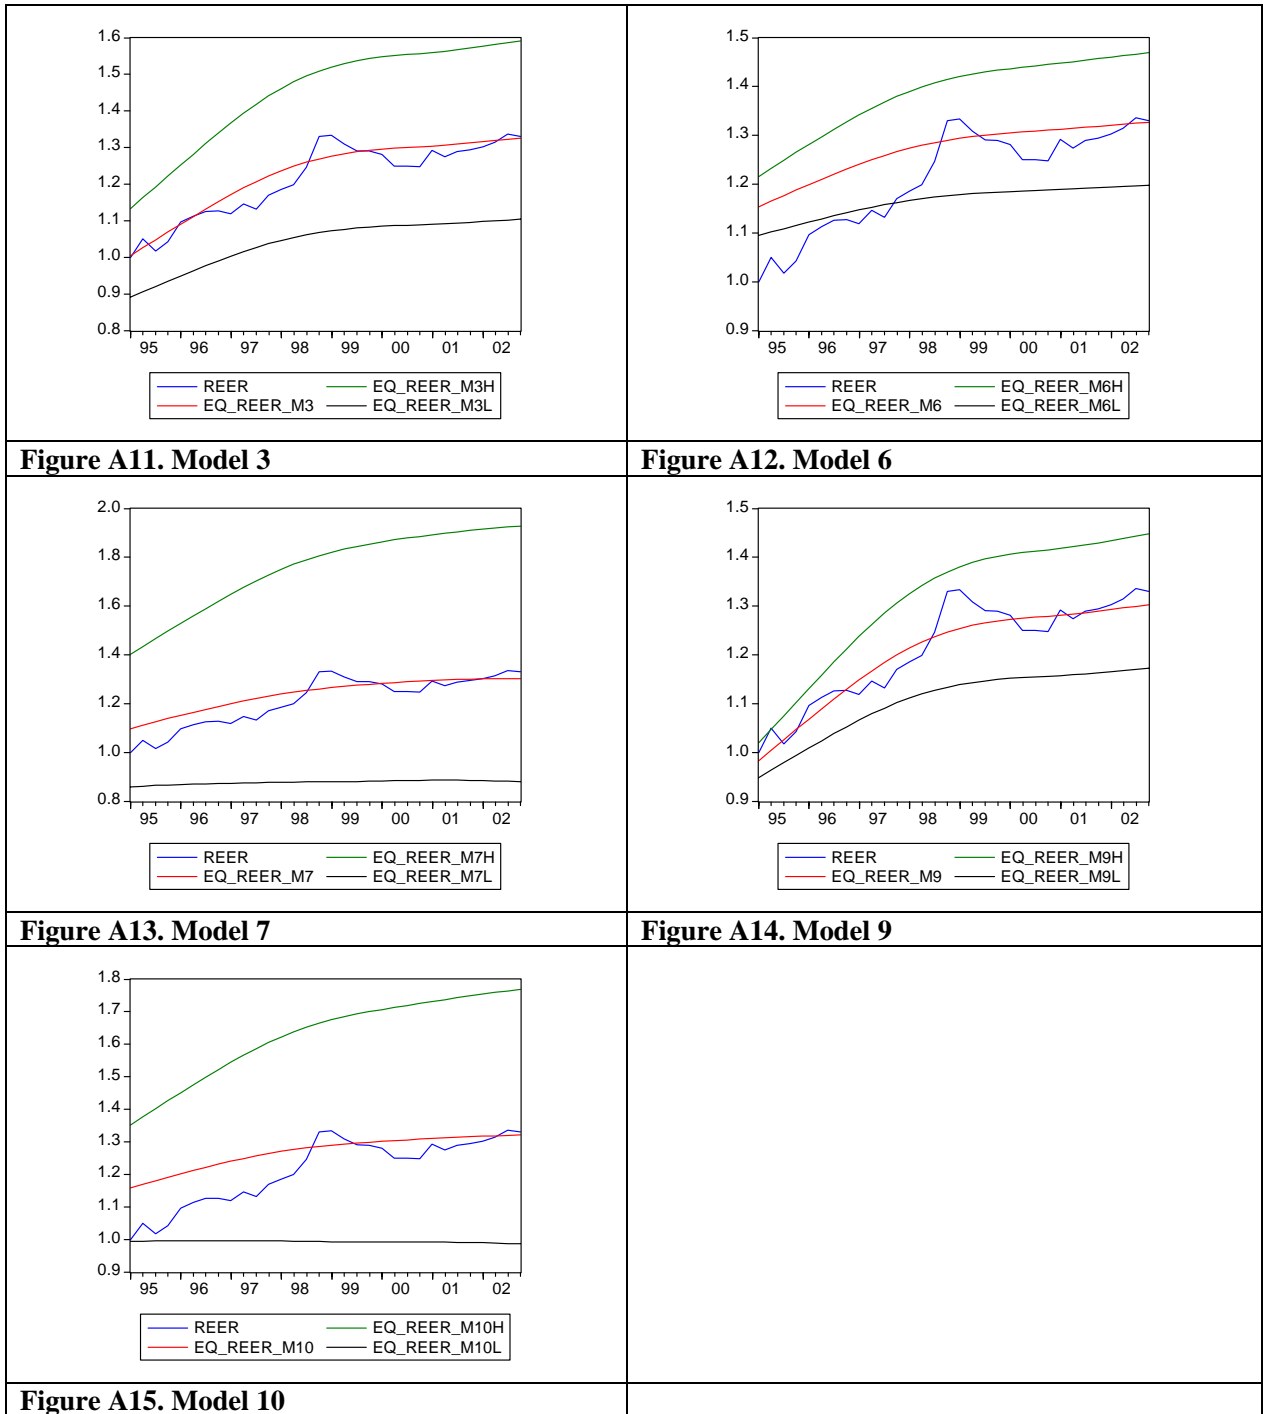 1.6
1.5
1.4
1.3
1.2
1.1
1.0
0.9
0.8
95 96 97 98 99 00 01 02
REER EQ_REER_M3H
EQ_REER_M3 EQ_REER_M3L
1.5
1.4
1.3
1.2
1.1
1.0
0.9
95 96 97 98 99 00 01 02
REER EQ_REER_M6H
EQ_REER_M6 EQ_REER_M6L
Figure A11. Model 3
Figure A12. Model 6
2.0
1.8
1.6
1.4
1.2
1.0
0.8
95 96 97 98 99 00 01 02
REER EQ_REER_M7H
EQ_REER_M7 EQ_REER_M7L
1.5
1.4
1.3
1.2
1.1
1.0
0.9
95 96 97 98 99 00 01 02
REER EQ_REER_M9H
EQ_REER_M9 EQ_REER_M9L
Figure A13. Model 7
Figure A14. Model 9
1.8
1.7
1.6
1.5
1.4
1.3
1.2
1.1
1.0
0.9
95 96 97 98 99 00 01 02
REER EQ_REER_M10H
EQ_REER_M10 EQ_REER_M10L
Figure A15. Model 10